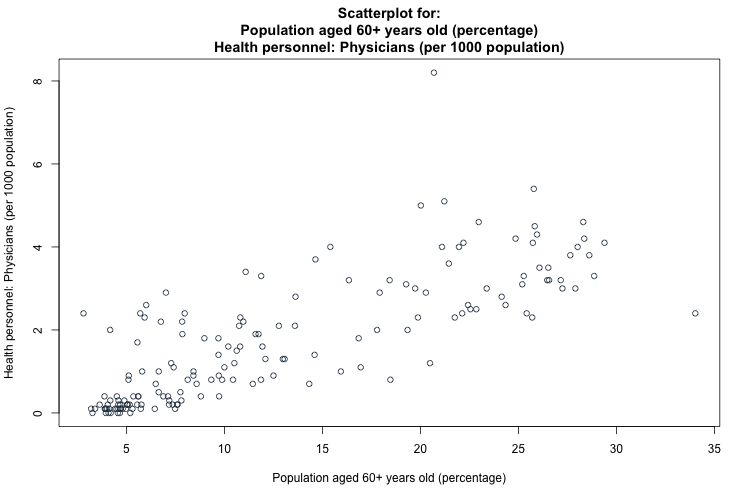 Scatterplot for:
Population aged 60+ years old (percentage)
Health personnel: Physicians (per 1000 population)
Health personnel: Physicians (per 1000 population)
8
6
4
2
0
5 10 15 20 25 30 35
Population aged 60+ years old (percentage)